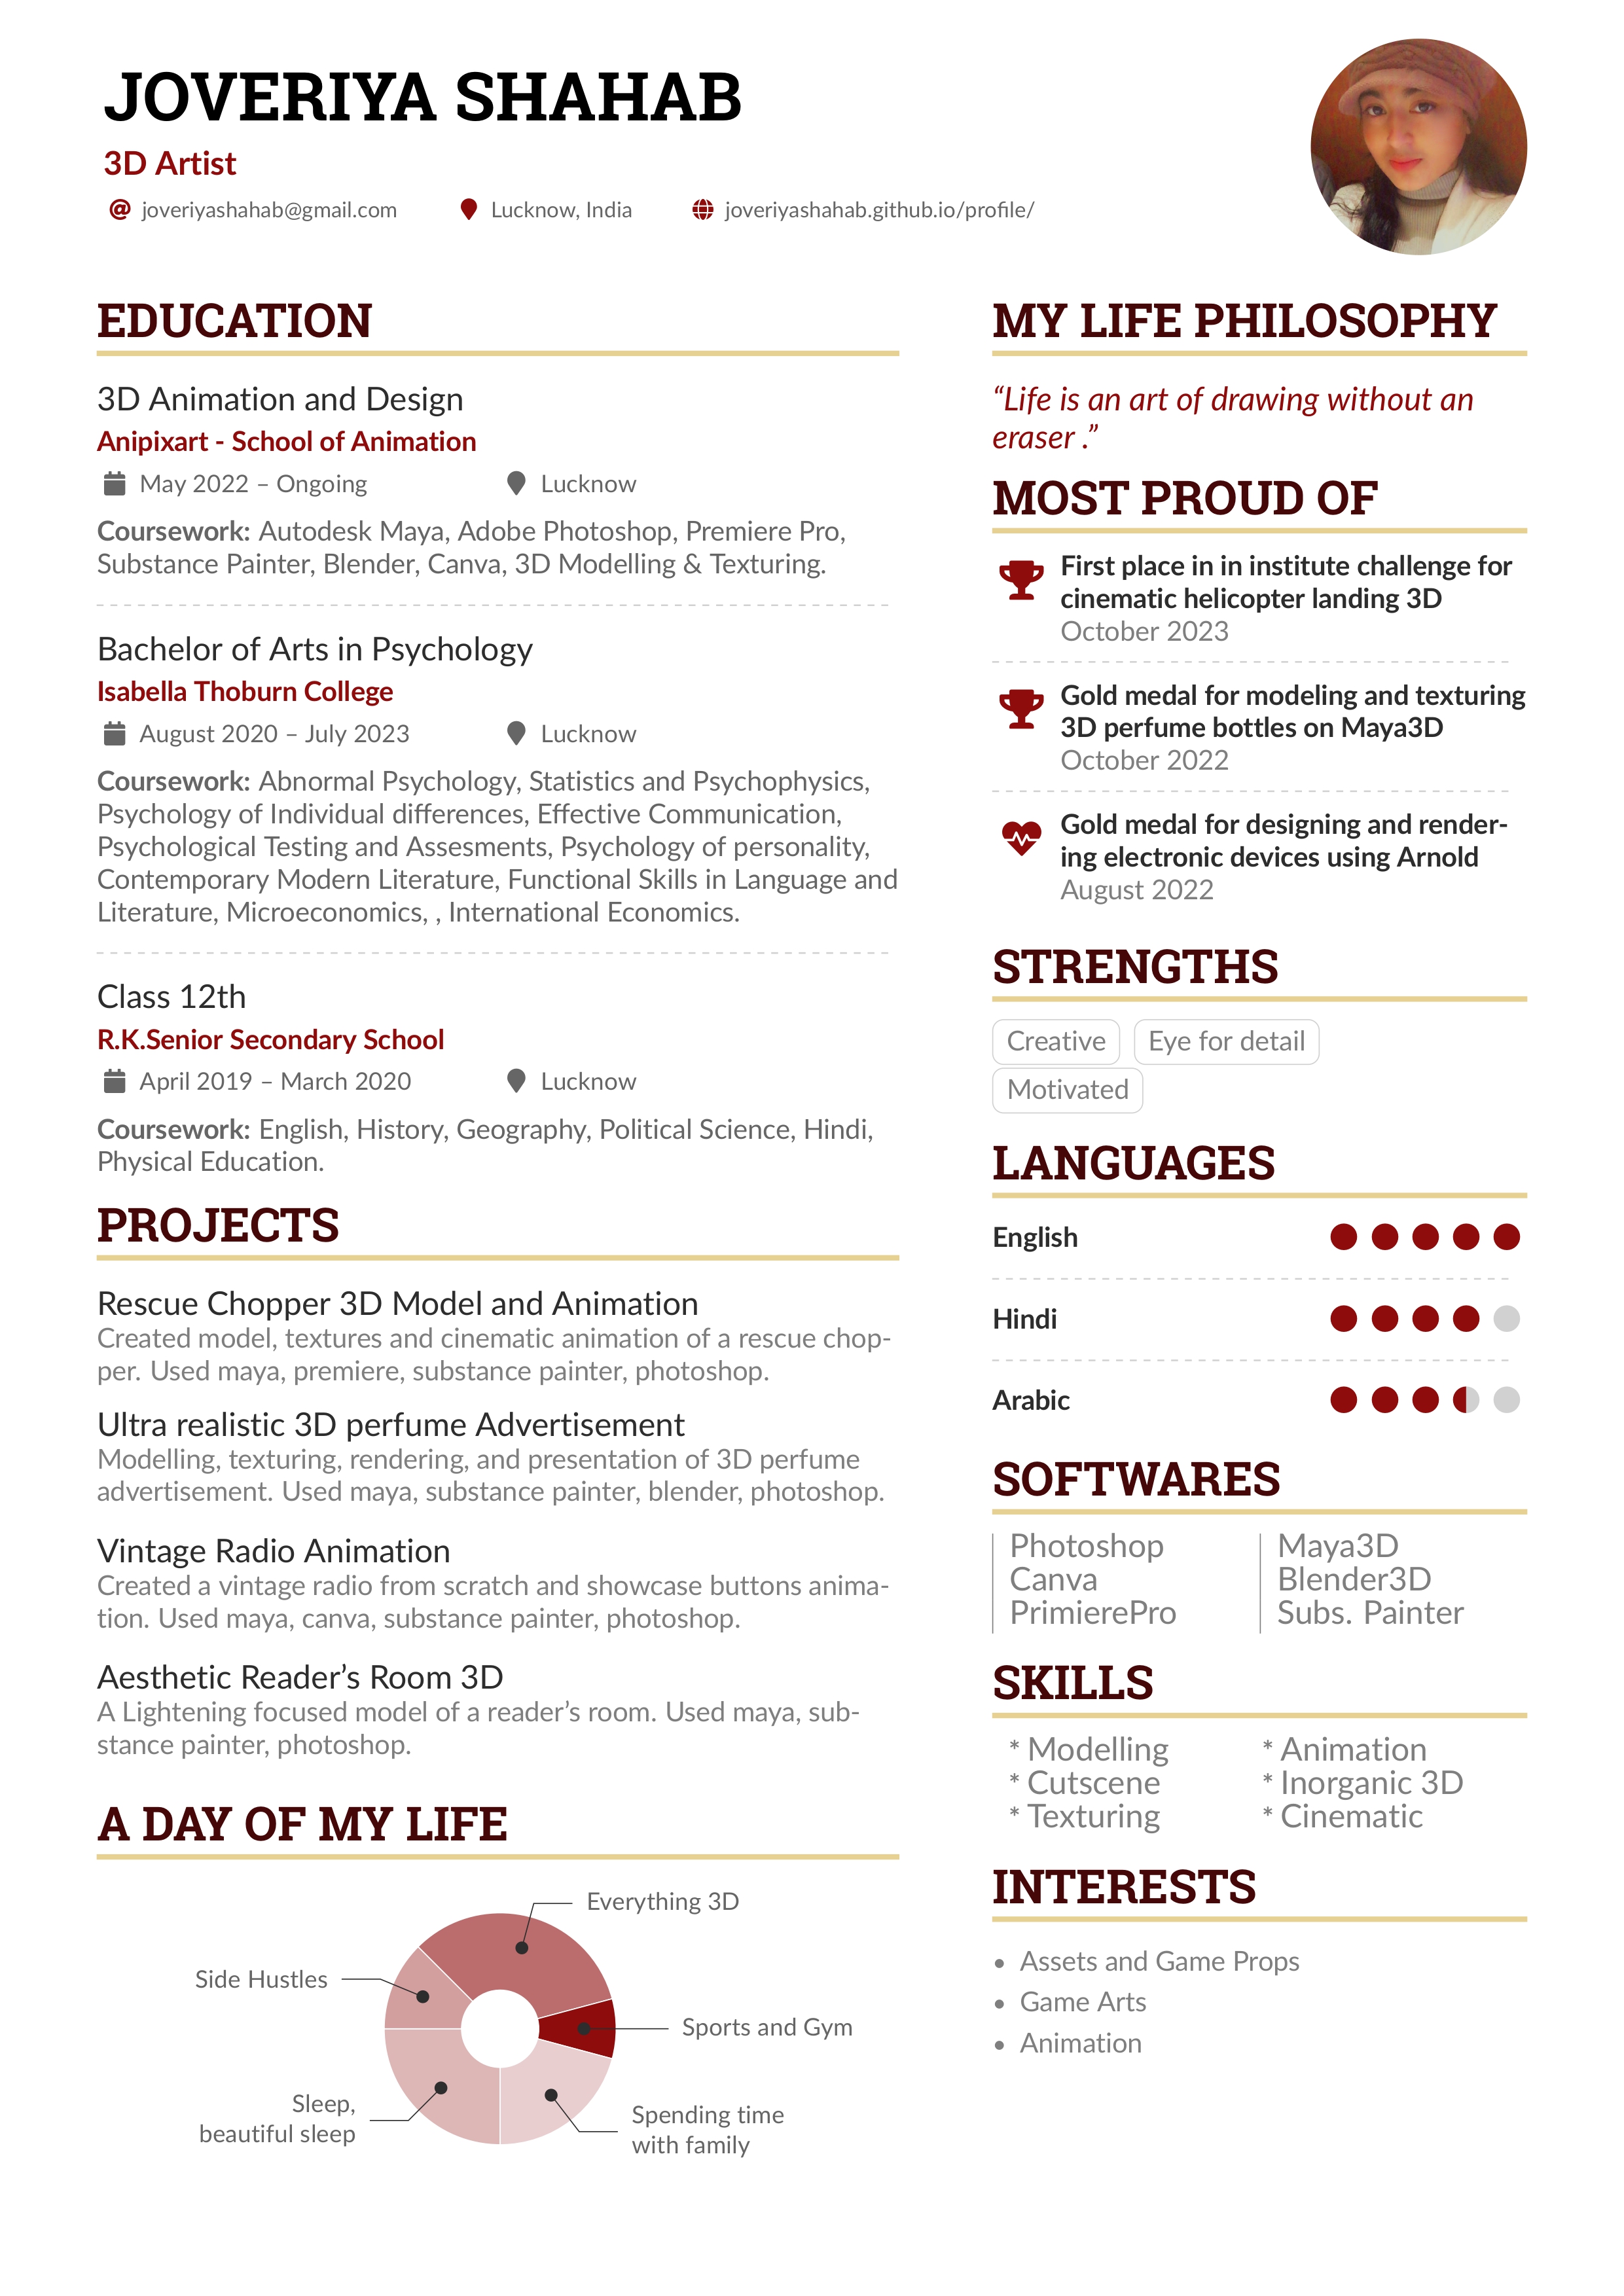 JOVERIYA SHAHAB
3D Artist
joveriyashahab@gmail.com
Lucknow, India
joveriyashahab.github.io/profile/
EDUCATION
3D Animation and Design
Anipixart - School of Animation
May 2022 – Ongoing
Lucknow
Coursework: Autodesk Maya, Adobe Photoshop, Premiere Pro,
Substance Painter, Blender, Canva, 3D Modelling & Texturing.
Bachelor of Arts in Psychology
Isabella Thoburn College
August 2020 – July 2023
Lucknow
Coursework: Abnormal Psychology, Statistics and Psychophysics,
Psychology of Individual differences, Effective Communication,
Psychological Testing and Assesments, Psychology of personality,
Contemporary Modern Literature, Functional Skills in Language and
Literature, Microeconomics, , International Economics.
Class 12th
R.K.Senior Secondary School
April 2019 – March 2020
Lucknow
Coursework: English, History, Geography, Political Science, Hindi,
Physical Education.
PROJECTS
Rescue Chopper 3D Model and Animation
Created model, textures and cinematic animation of a rescue chop-
per. Used maya, premiere, substance painter, photoshop.
Ultra realistic 3D perfume Advertisement
Modelling, texturing, rendering, and presentation of 3D perfume
advertisement. Used maya, substance painter, blender, photoshop.
Vintage Radio Animation
Created a vintage radio from scratch and showcase buttons anima-
tion. Used maya, canva, substance painter, photoshop.
Aesthetic Reader’s Room 3D
A Lightening focused model of a reader’s room. Used maya, sub-
stance painter, photoshop.
A DAY OF MY LIFE
Everything 3D
Side Hustles
Sports and Gym
Sleep,
beautiful sleep
Spending time
with family
MY LIFE PHILOSOPHY
“Life is an art of drawing without an
eraser .”
MOST PROUD OF
First place in in institute challenge for
cinematic helicopter landing 3D
October 2023
Gold medal for modeling and texturing
3D perfume bottles on Maya3D
October 2022
Gold medal for designing and render-
ing electronic devices using Arnold
August 2022
STRENGTHS
Creative
Eye for detail
Motivated
LANGUAGES
English
Hindi
Arabic
SOFTWARES
Photoshop
Canva
PrimierePro
Maya3D
Blender3D
Subs. Painter
SKILLS
* Modelling
* Cutscene
* Texturing
* Animation
* Inorganic 3D
* Cinematic
INTERESTS
• Assets and Game Props
• Game Arts
• Animation